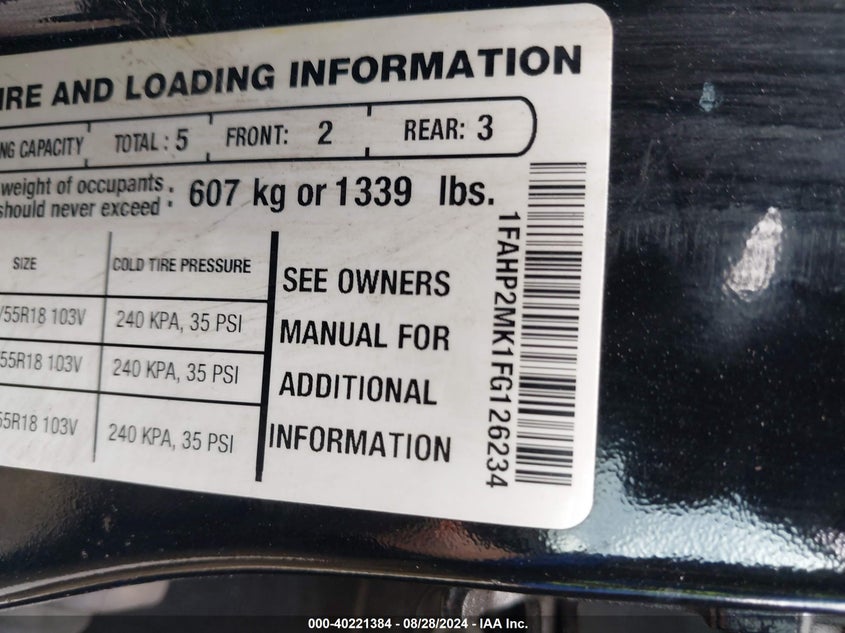 IRE AND LOADING INFORMATION
NG CAPACITY TOTAL : 5 FRONT: 2 REAR: 3
weight of occupants
should never exceed : 607 kg or 1339 lbs.
SIZE COLD TIRE PRESSURE
/55R18 103V 240 KPA, 35 PSI
55R18 103V 240 KPA, 35 PSI
55R18 103V 240 KPA, 35 PSI
SEE OWNERS
MANUAL FOR
ADDITIONAL
INFORMATION
1FAHP2MK1FG126234
000-40221384 - 08/28/2024 - IAA Inc.